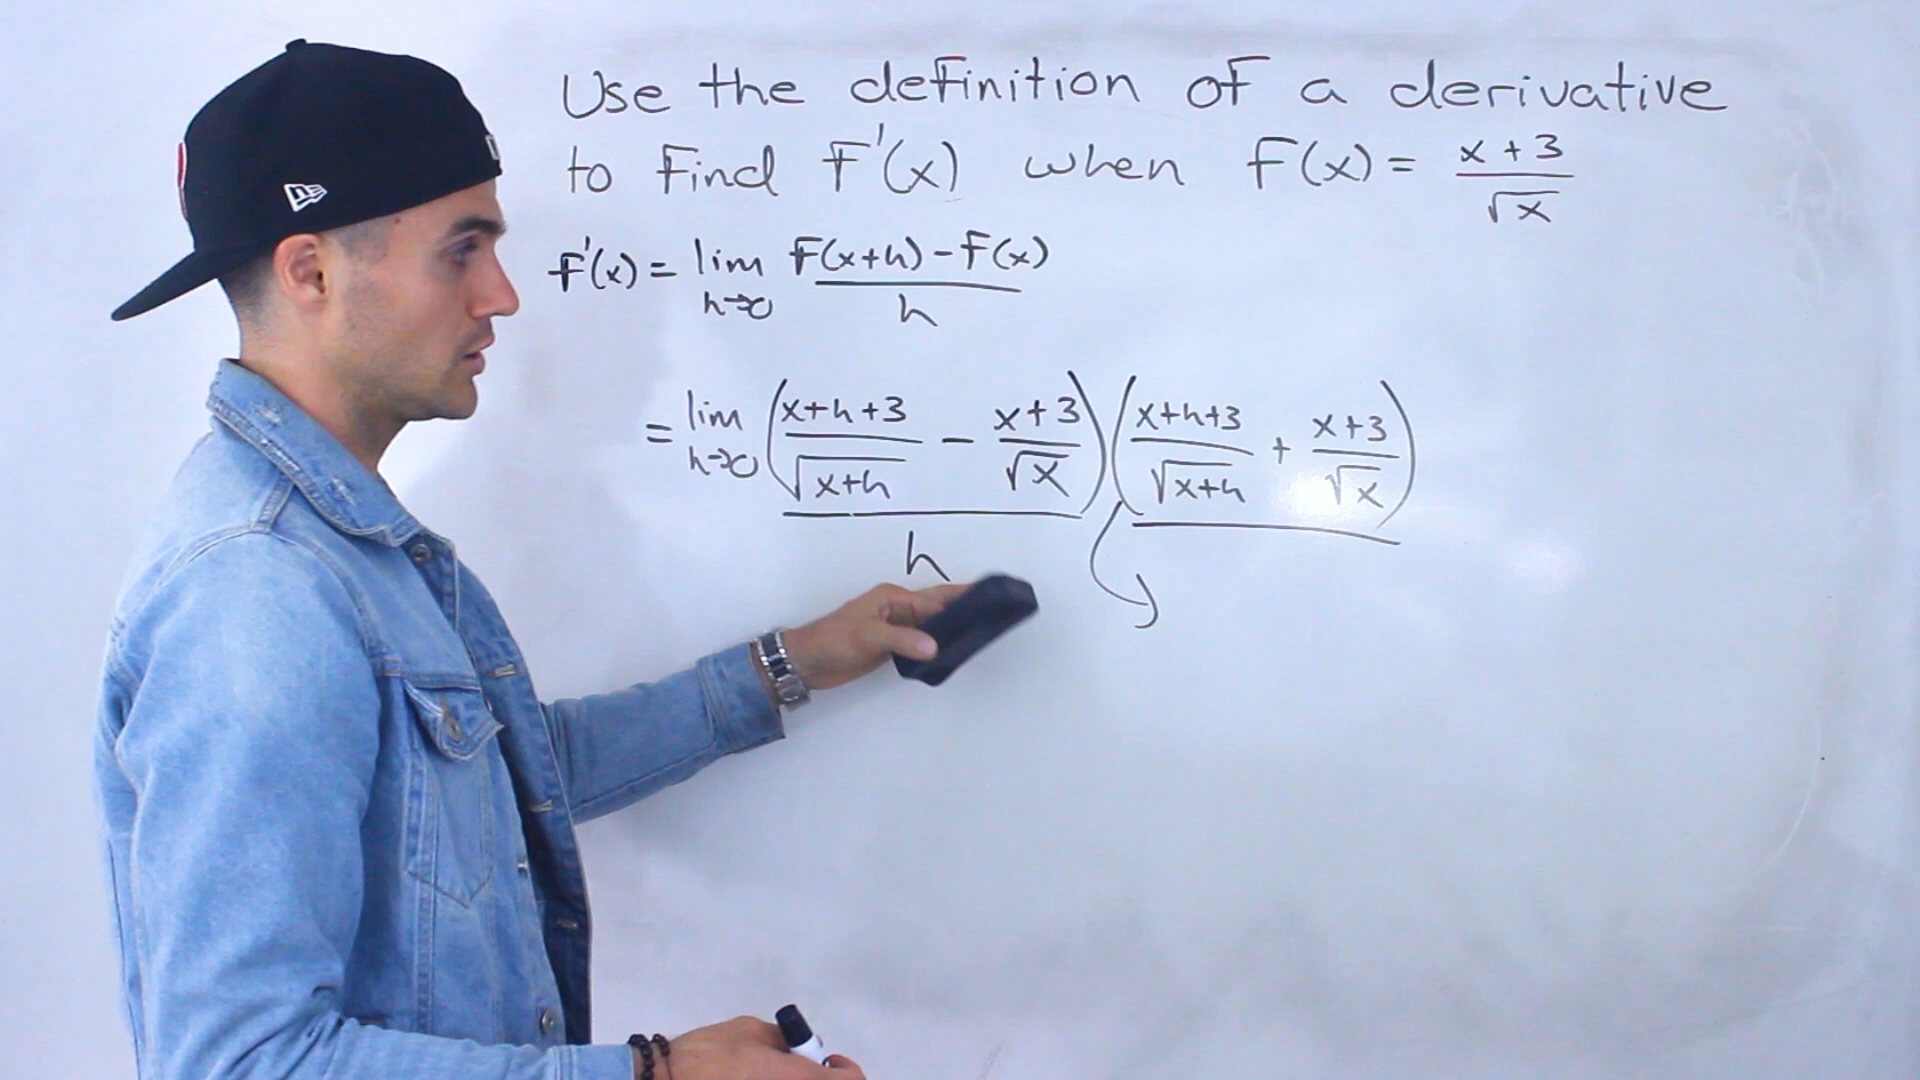 Use the definition of a derivative
to find F'(x) when F(x) = (x+3)/√x
F'(x) = lim h→0 (F(x+h) - F(x))/h
= lim h→0 ((x+h+3)/√(x+h) - (x+3)/√x)/h ((x+h+3)/√(x+h) + (x+3)/√x)